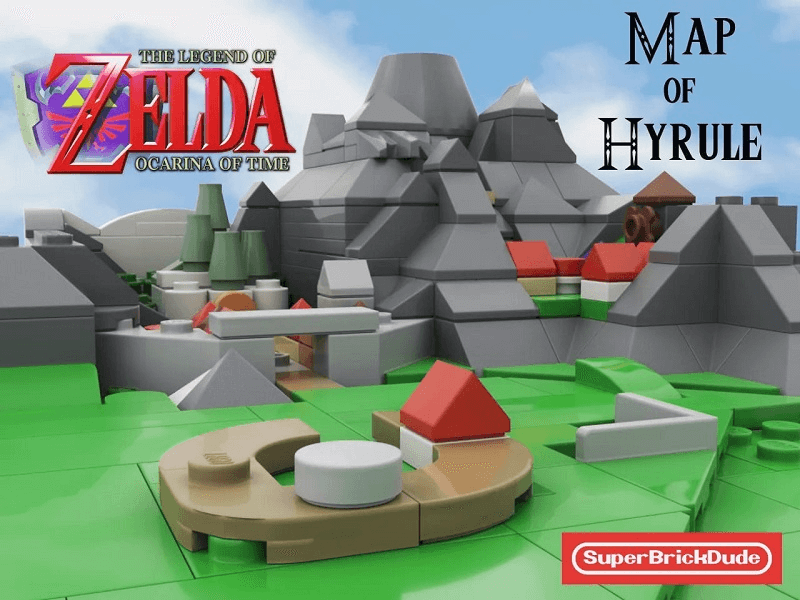 THE LEGEND OF
ZELDA
OCARINA OF TIME
MAP
OF
HYRULE
SuperBrickDude